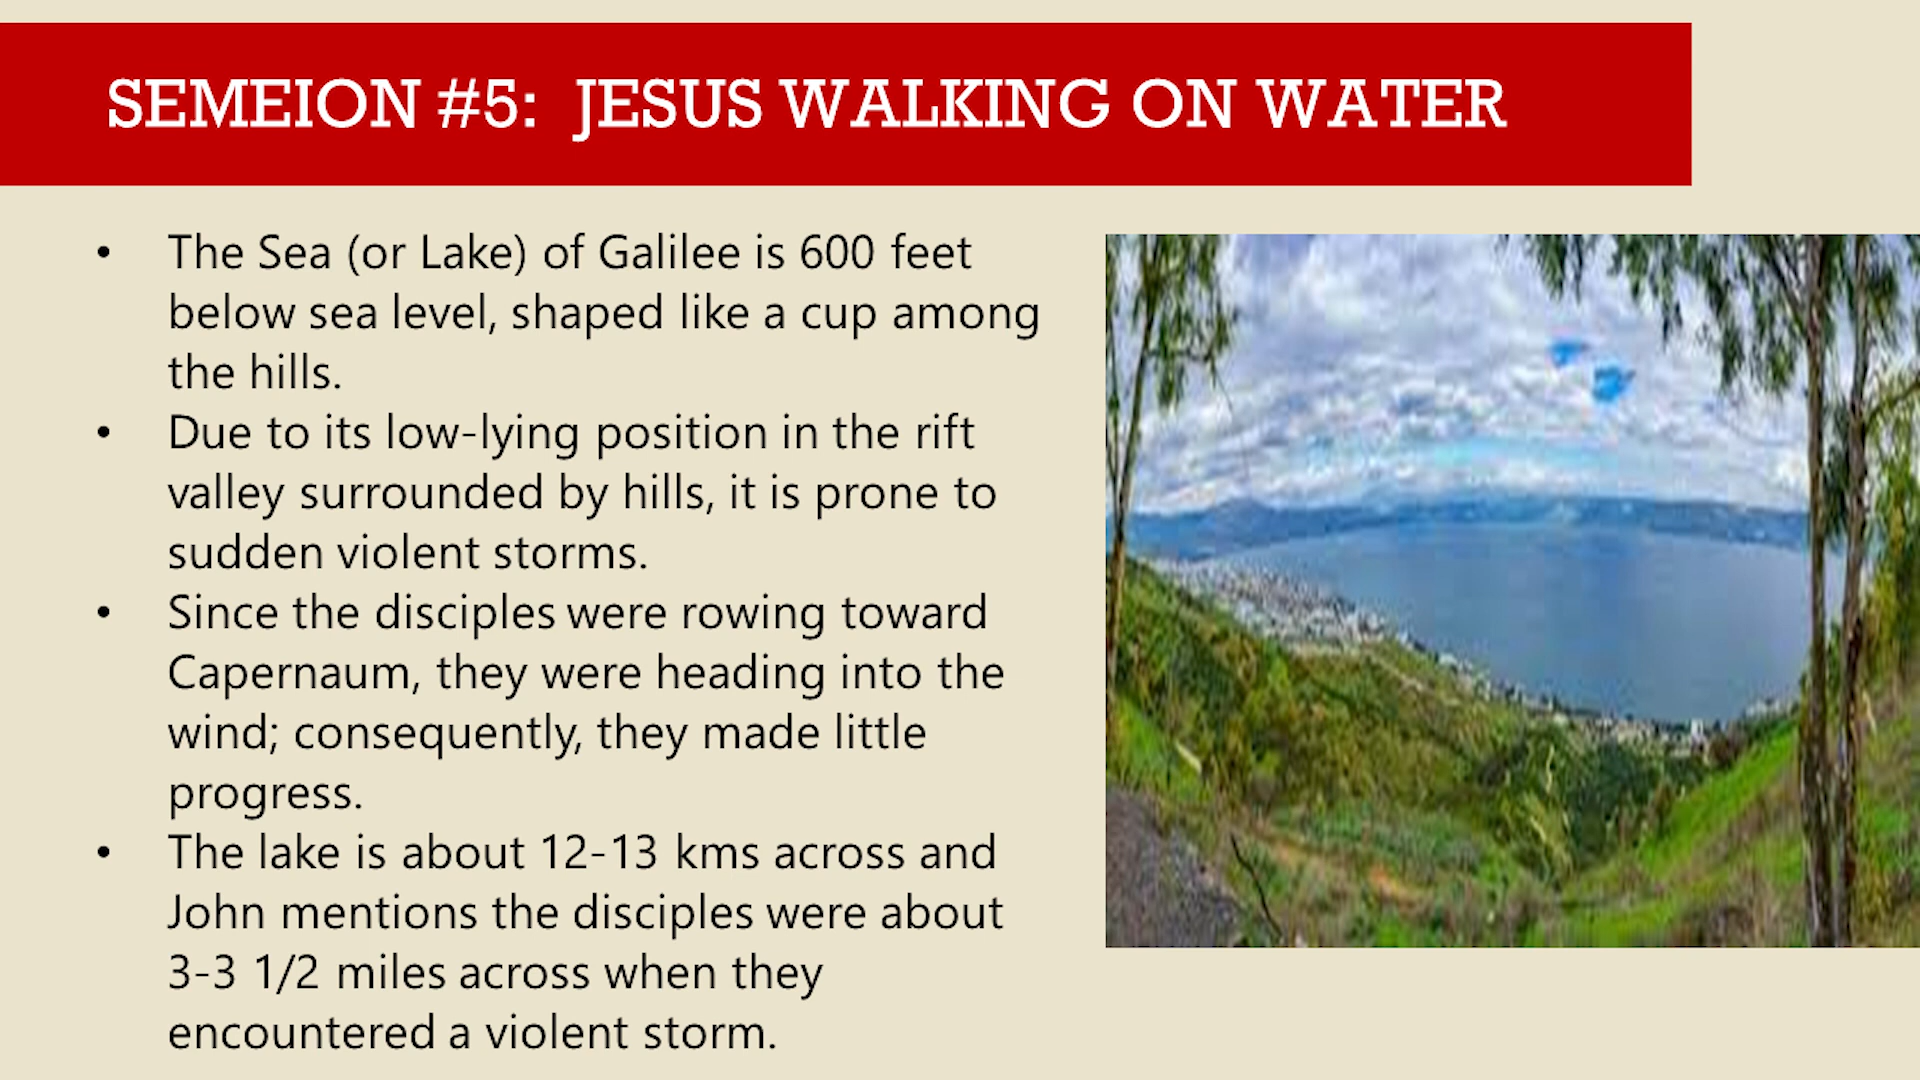 SEMEION #5: JESUS WALKING ON WATER
• The Sea (or Lake) of Galilee is 600 feet
below sea level, shaped like a cup among
the hills.
• Due to its low-lying position in the rift
valley surrounded by hills, it is prone to
sudden violent storms.
• Since the disciples were rowing toward
Capernaum, they were heading into the
wind; consequently, they made little
progress.
• The lake is about 12-13 kms across and
John mentions the disciples were about
3-3 1/2 miles across when they
encountered a violent storm.